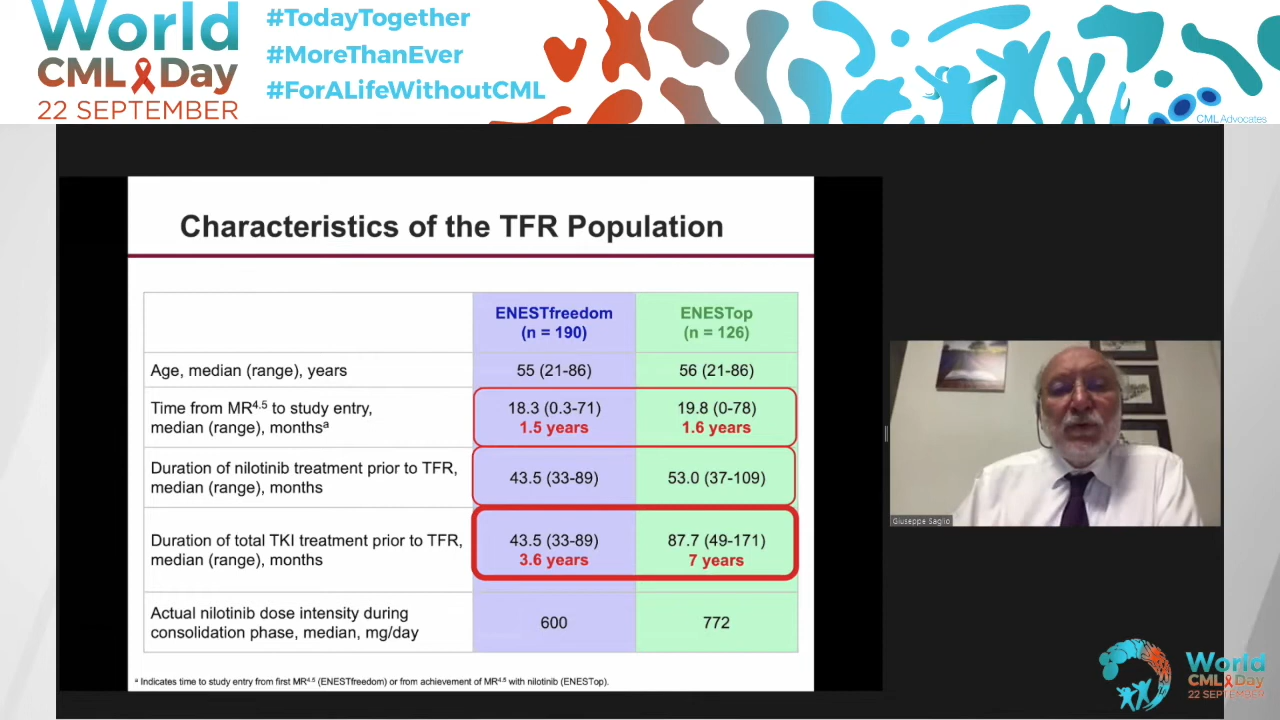 World
CML Day
22 SEPTEMBER
#TodayTogether
#MoreThanEver
#ForALifeWithoutCML
CML Advocates
Characteristics of the TFR Population
ENESTfreedom
(n = 190)
ENESTop
(n = 126)
Age, median (range), years
55 (21-86)
56 (21-86)
Time from MR⁴·⁵ to study entry,
median (range), monthsᵃ
18.3 (0.3-71)
1.5 years
19.8 (0-78)
1.6 years
Duration of nilotinib treatment prior to TFR,
median (range), months
43.5 (33-89)
53.0 (37-109)
Duration of total TKI treatment prior to TFR,
median (range), months
43.5 (33-89)
3.6 years
87.7 (49-171)
7 years
Actual nilotinib dose intensity during
consolidation phase, median, mg/day
600
772
ᵃ Indicates time to study entry from first MR⁴·⁵ (ENESTfreedom) or from achievement of MR⁴·⁵ with nilotinib (ENESTop).
Giuseppe Saglio
World
CML Day
22 SEPTEMBER